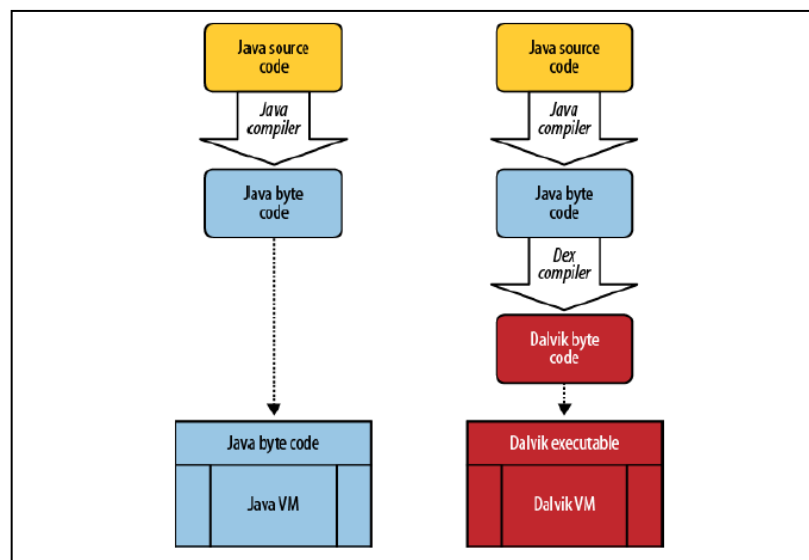 Java source
code
Java
compiler
Java byte
code
Java byte code
Java VM
Java source
code
Java
compiler
Java byte
code
Dex
compiler
Dalvik byte
code
Dalvik executable
Dalvik VM